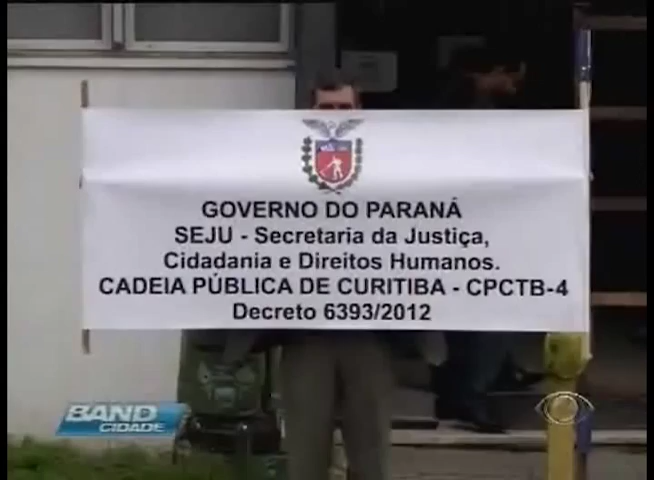 GOVERNO DO PARANÁ
SEJU - Secretaria da Justiça,
Cidadania e Direitos Humanos.
CADEIA PÚBLICA DE CURITIBA - CPCTB-4
Decreto 6393/2012
BAND
CIDADE